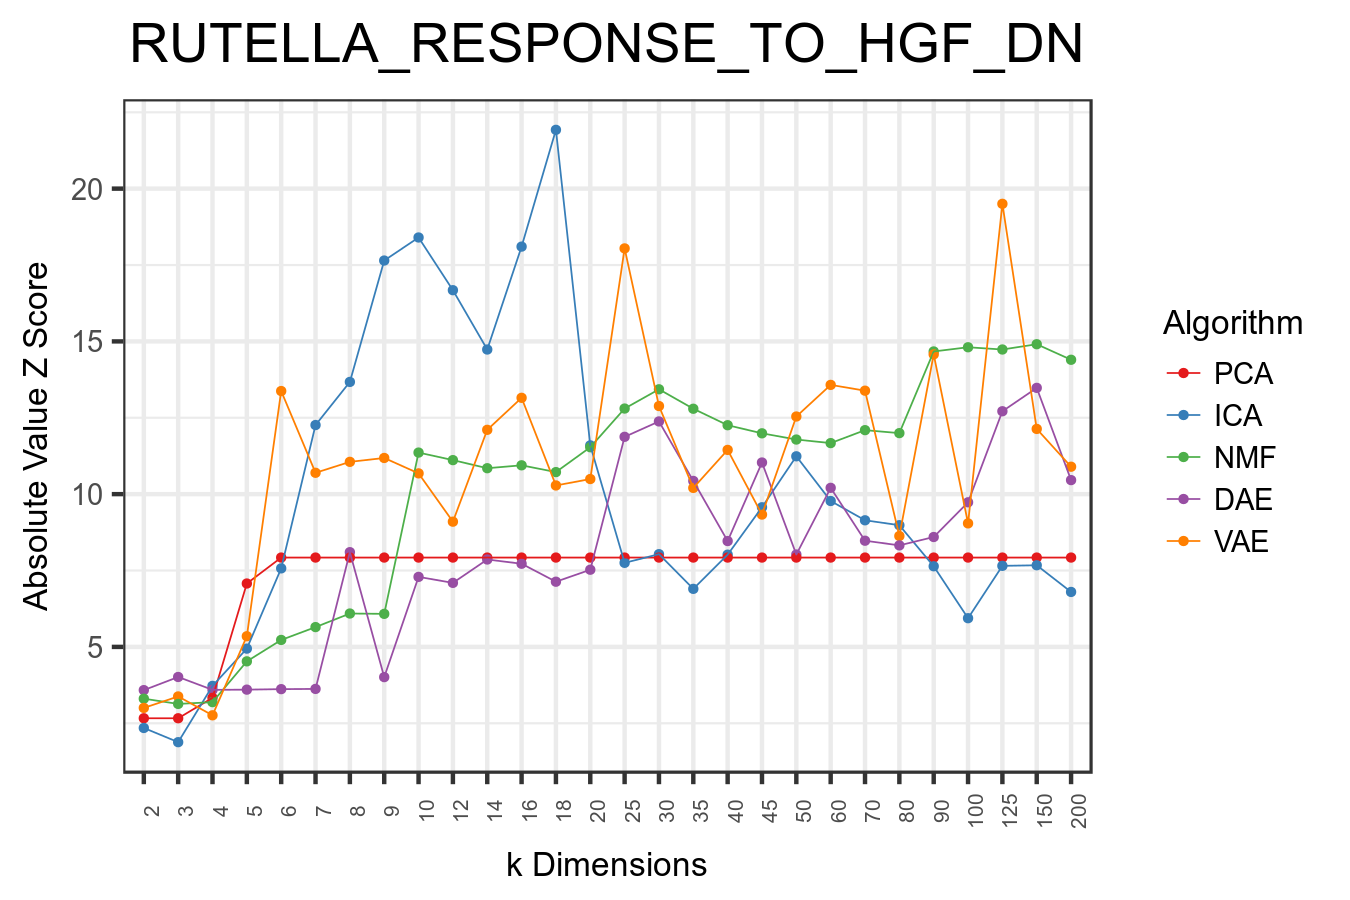 RUTELLA_RESPONSE_TO_HGF_DN
Absolute Value Z Score
20
15
10
5
2 3 4 5 6 7 8 9 10 12 14 16 18 20 25 30 35 40 45 50 60 70 80 90 100 125 150 200
k Dimensions
Algorithm
PCA
ICA
NMF
DAE
VAE